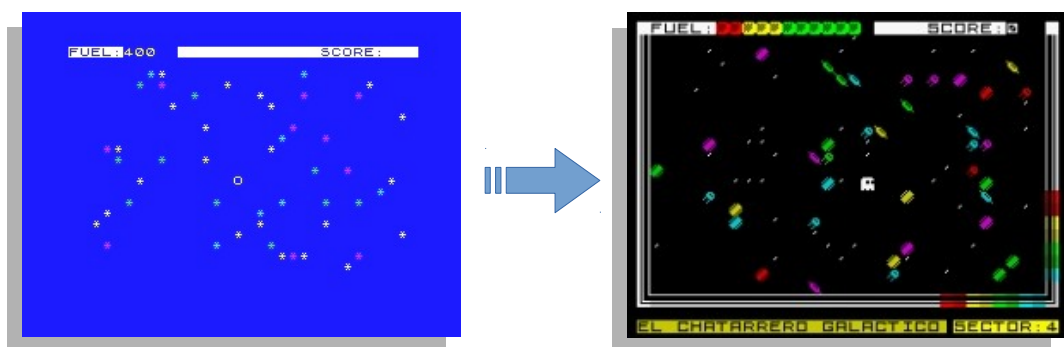 FUEL:400 SCORE:
FUEL: SCORE:0
EL CHATARRERO GALACTICO SECTOR:4